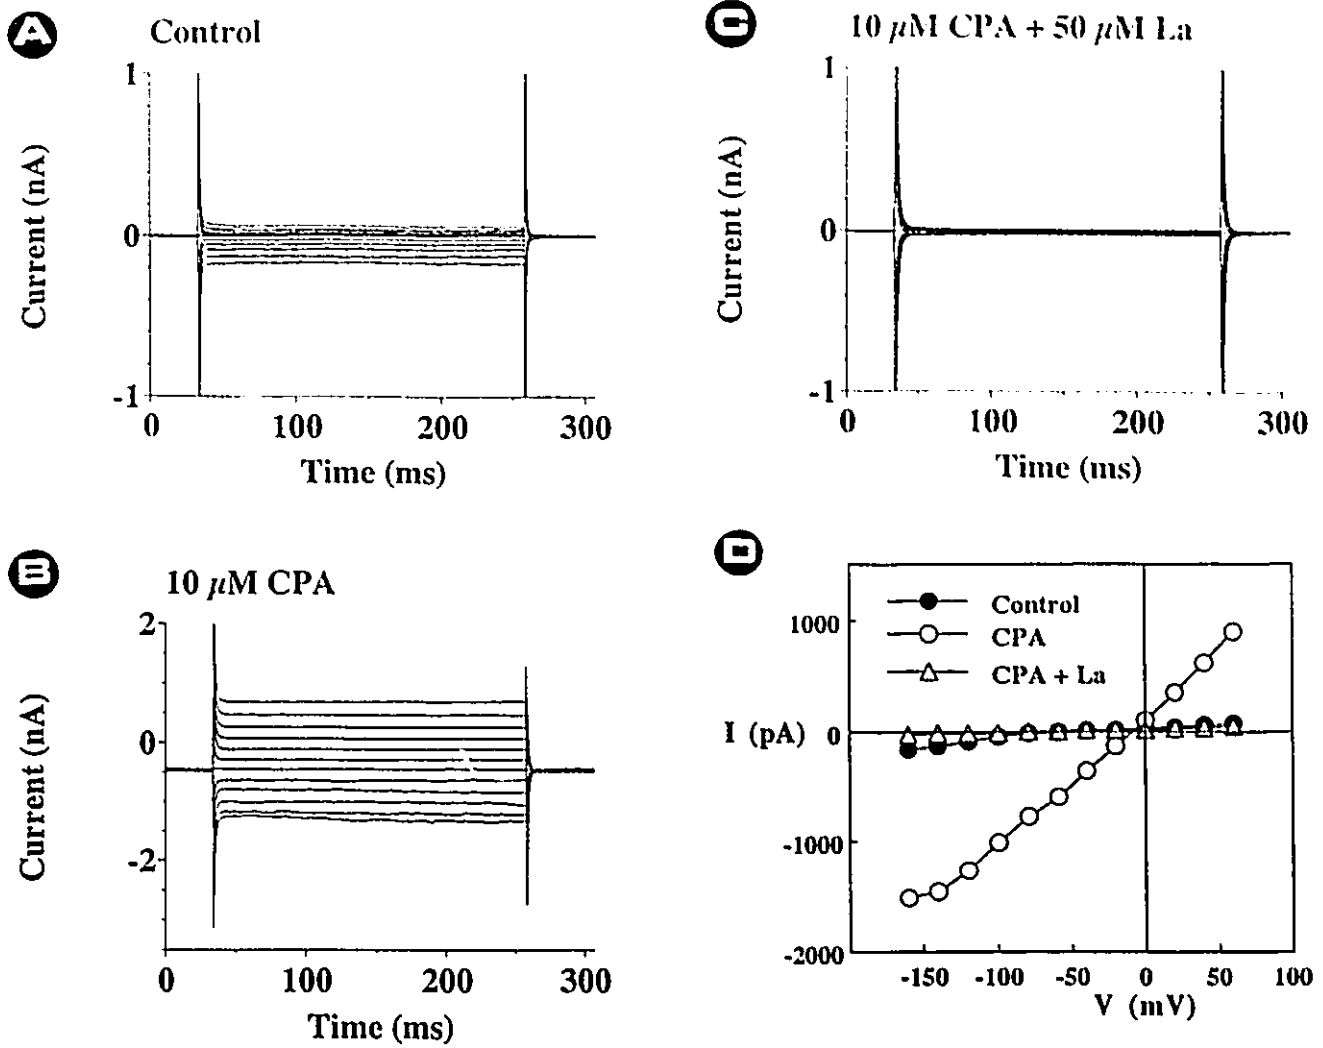 A Control
1
0
-1
Current (nA)
0 100 200 300
Time (ms)
B 10 μM CPA
2
0
-2
Current (nA)
0 100 200 300
Time (ms)
C 10 μM CPA + 50 μM La
1
0
-1
Current (nA)
0 100 200 300
Time (ms)
D
Control
CPA
CPA + La
1000
0
-1000
-2000
I (pA)
-150 -100 -50 0 50 100
V (mV)